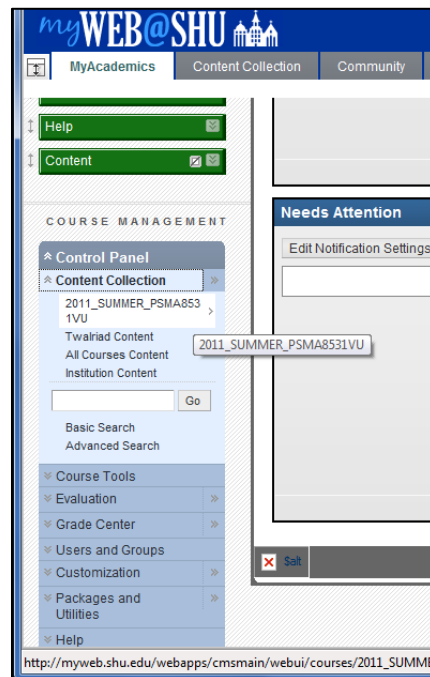 myWEB@SHU
MyAcademics Content Collection Community
Help
Content
COURSE MANAGEMENT
Control Panel
Content Collection
2011_SUMMER_PSMA853
1VU
Twalriad Content
All Courses Content
Institution Content
Go
Basic Search
Advanced Search
Course Tools
Evaluation
Grade Center
Users and Groups
Customization
Packages and
Utilities
Help
Needs Attention
Edit Notification Settings
2011_SUMMER_PSMA8531VU
Salt
http://myweb.shu.edu/webapps/cmsmain/webui/courses/2011_SUMME